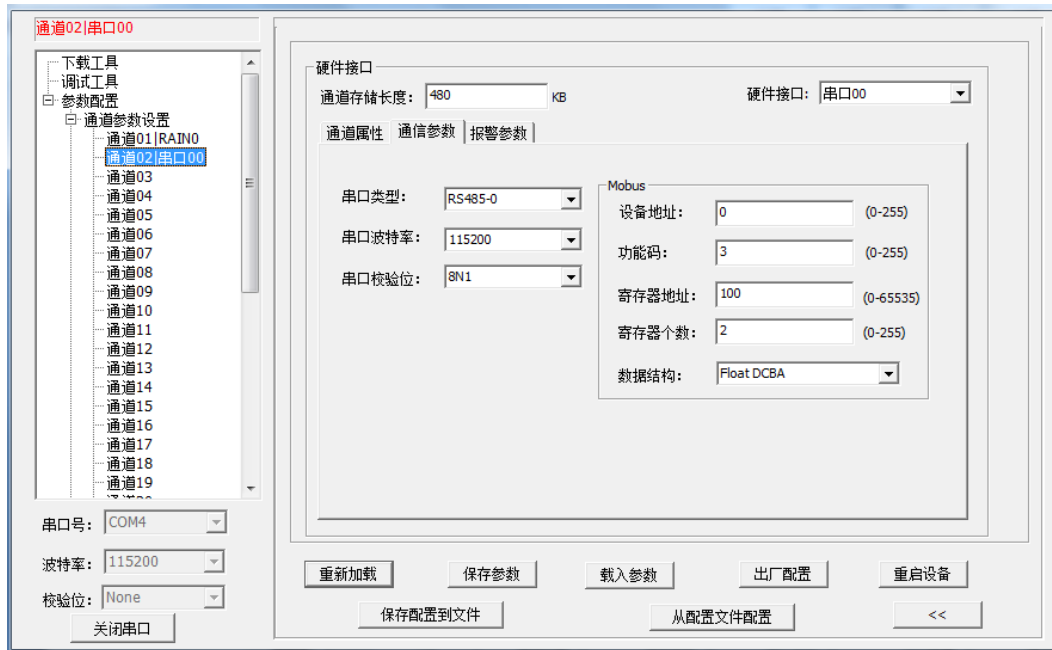 通道02|串口00
下载工具
调试工具
参数配置
通道参数设置
通道01|RAIN0
通道02|串口00
通道03
通道04
通道05
通道06
通道07
通道08
通道09
通道10
通道11
通道12
通道13
通道14
通道15
通道16
通道17
通道18
通道19
串口号: COM4
波特率: 115200
校验位: None
关闭串口
硬件接口
通道存储长度: 480 KB 硬件接口: 串口00
通道属性 通信参数 报警参数
串口类型: RS485-0
串口波特率: 115200
串口校验位: 8N1
Mobus
设备地址: 0 (0-255)
功能码: 3 (0-255)
寄存器地址: 100 (0-65535)
寄存器个数: 2 (0-255)
数据结构: Float DCBA
重新加载 保存参数 载入参数 出厂配置 重启设备
保存配置到文件 从配置文件配置 <<